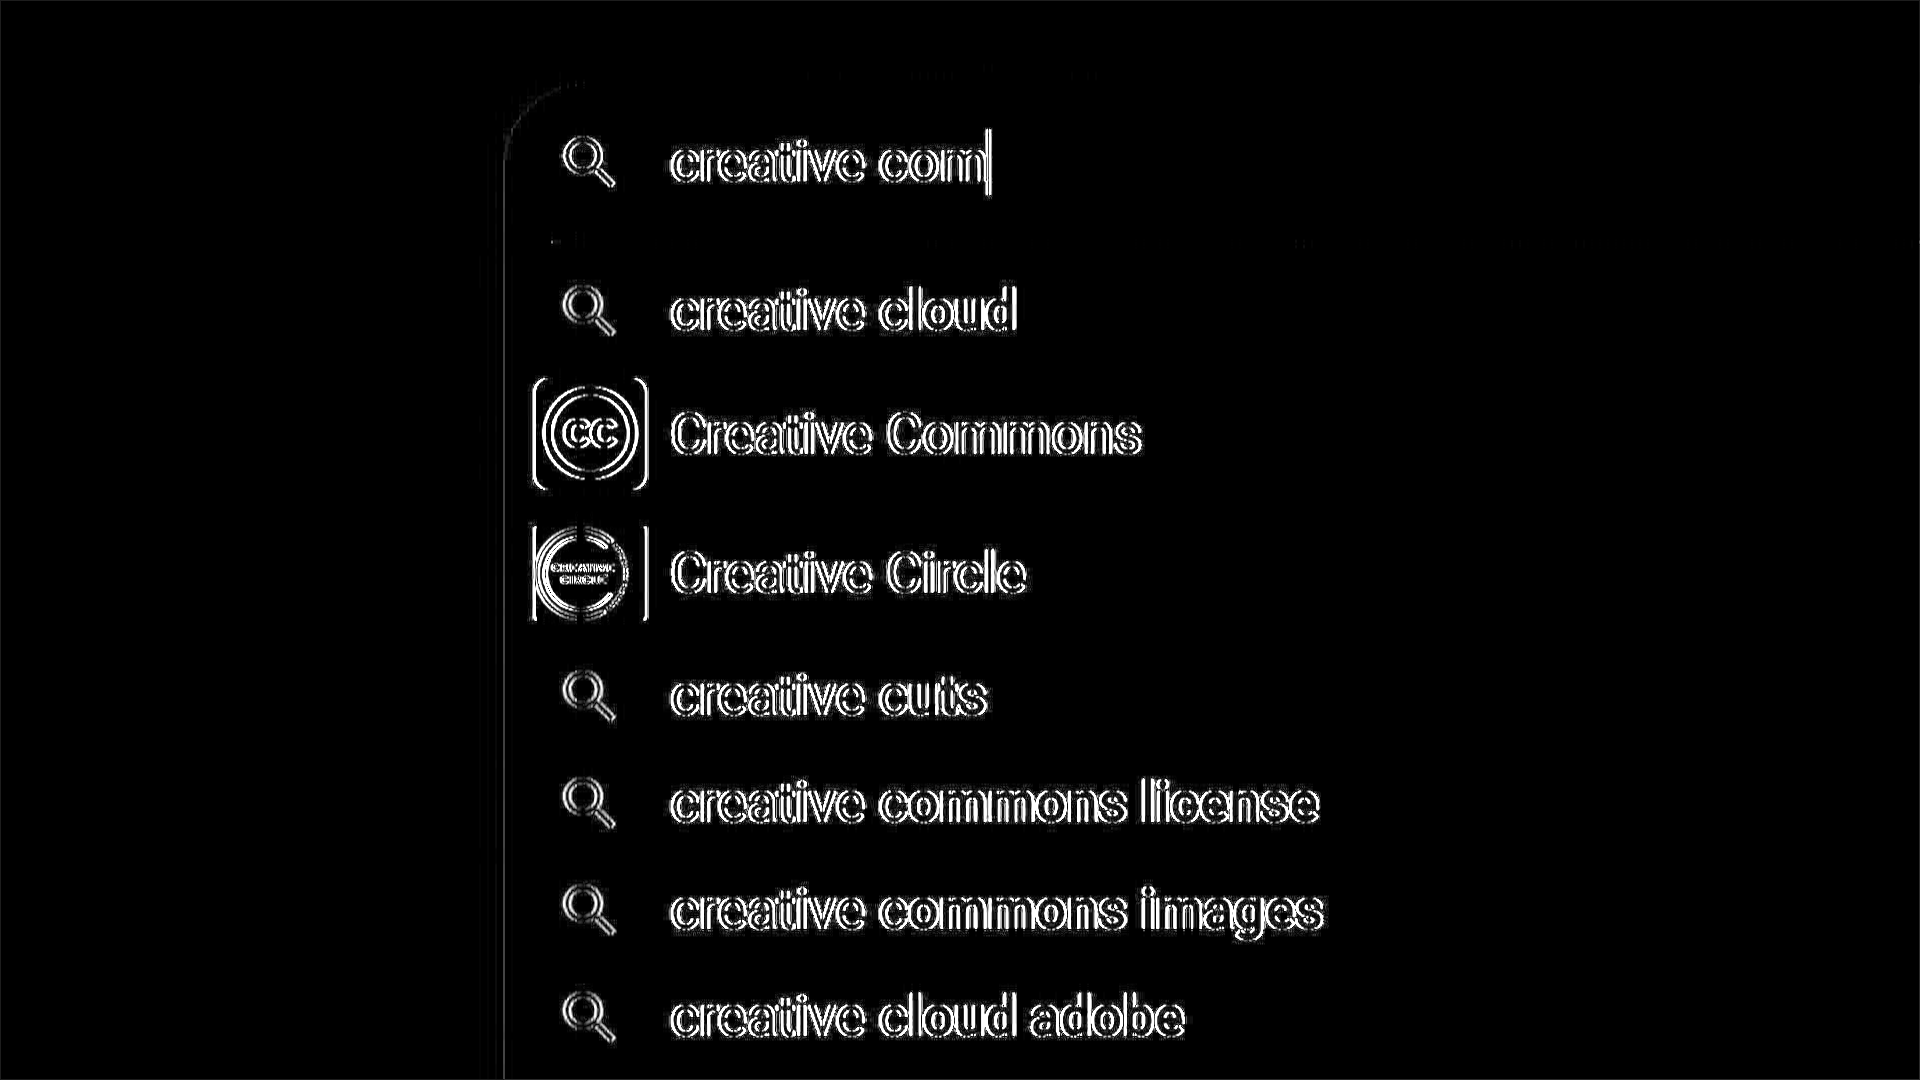 creative com
creative cloud
CC
Creative Commons
CREATIVE
CIRCLE
Creative Circle
creative cuts
creative commons license
creative commons images
creative cloud adobe